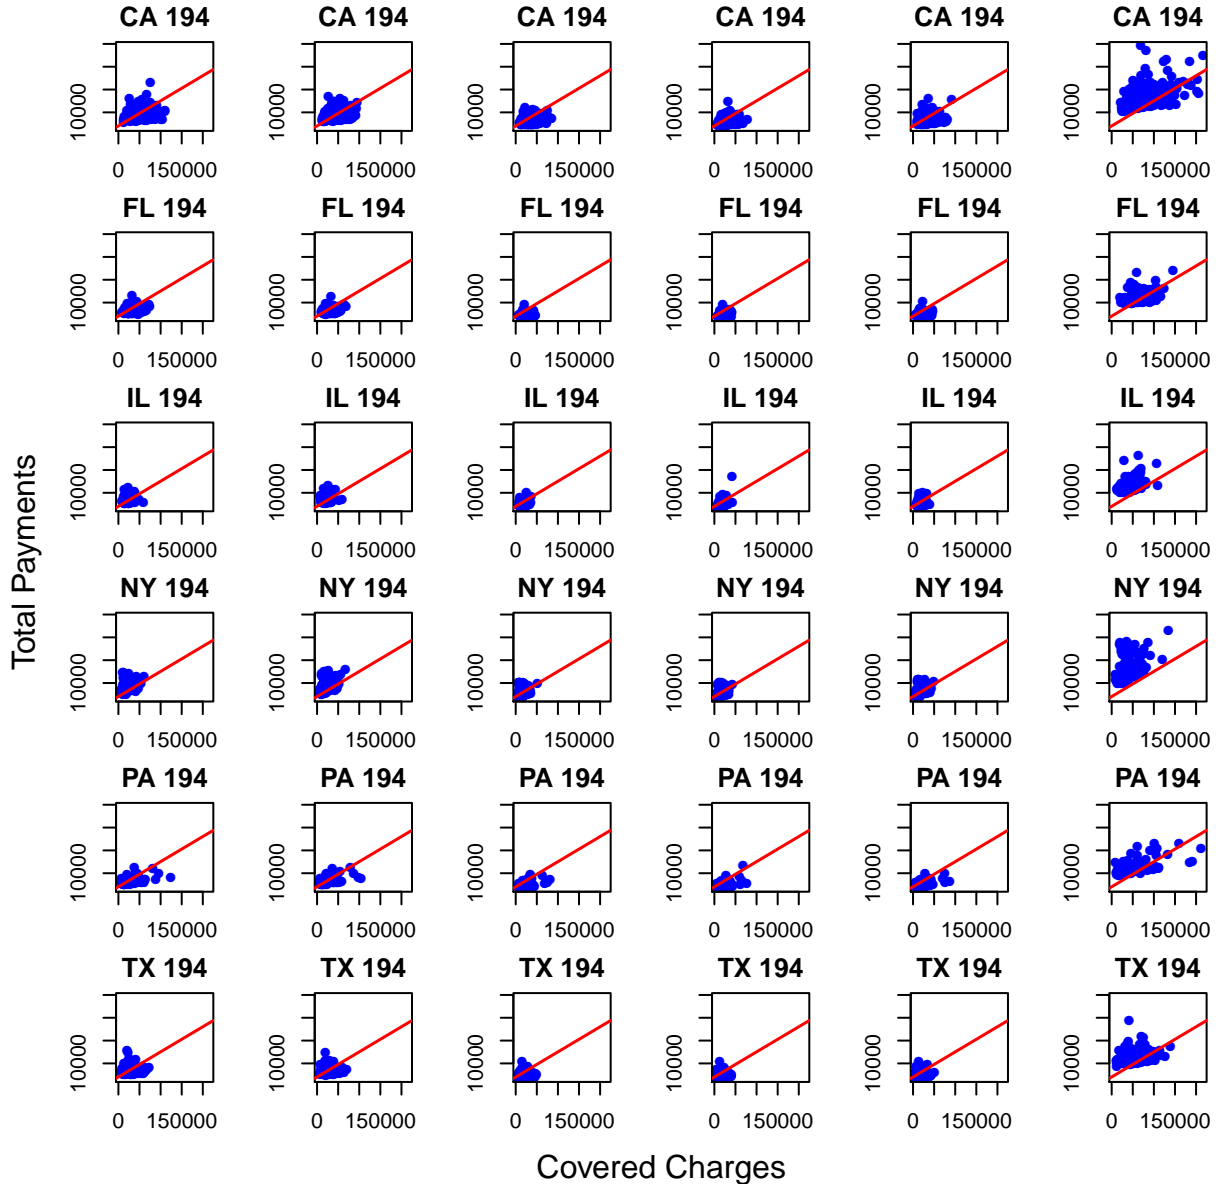 CA 194 CA 194 CA 194 CA 194 CA 194 CA 194
10000 10000 10000 10000 10000 10000
0 150000 0 150000 0 150000 0 150000 0 150000 0 150000
FL 194 FL 194 FL 194 FL 194 FL 194 FL 194
10000 10000 10000 10000 10000 10000
0 150000 0 150000 0 150000 0 150000 0 150000 0 150000
IL 194 IL 194 IL 194 IL 194 IL 194 IL 194
10000 10000 10000 10000 10000 10000
0 150000 0 150000 0 150000 0 150000 0 150000 0 150000
Total Payments
NY 194 NY 194 NY 194 NY 194 NY 194 NY 194
10000 10000 10000 10000 10000 10000
0 150000 0 150000 0 150000 0 150000 0 150000 0 150000
PA 194 PA 194 PA 194 PA 194 PA 194 PA 194
10000 10000 10000 10000 10000 10000
0 150000 0 150000 0 150000 0 150000 0 150000 0 150000
TX 194 TX 194 TX 194 TX 194 TX 194 TX 194
10000 10000 10000 10000 10000 10000
0 150000 0 150000 0 150000 0 150000 0 150000 0 150000
Covered Charges